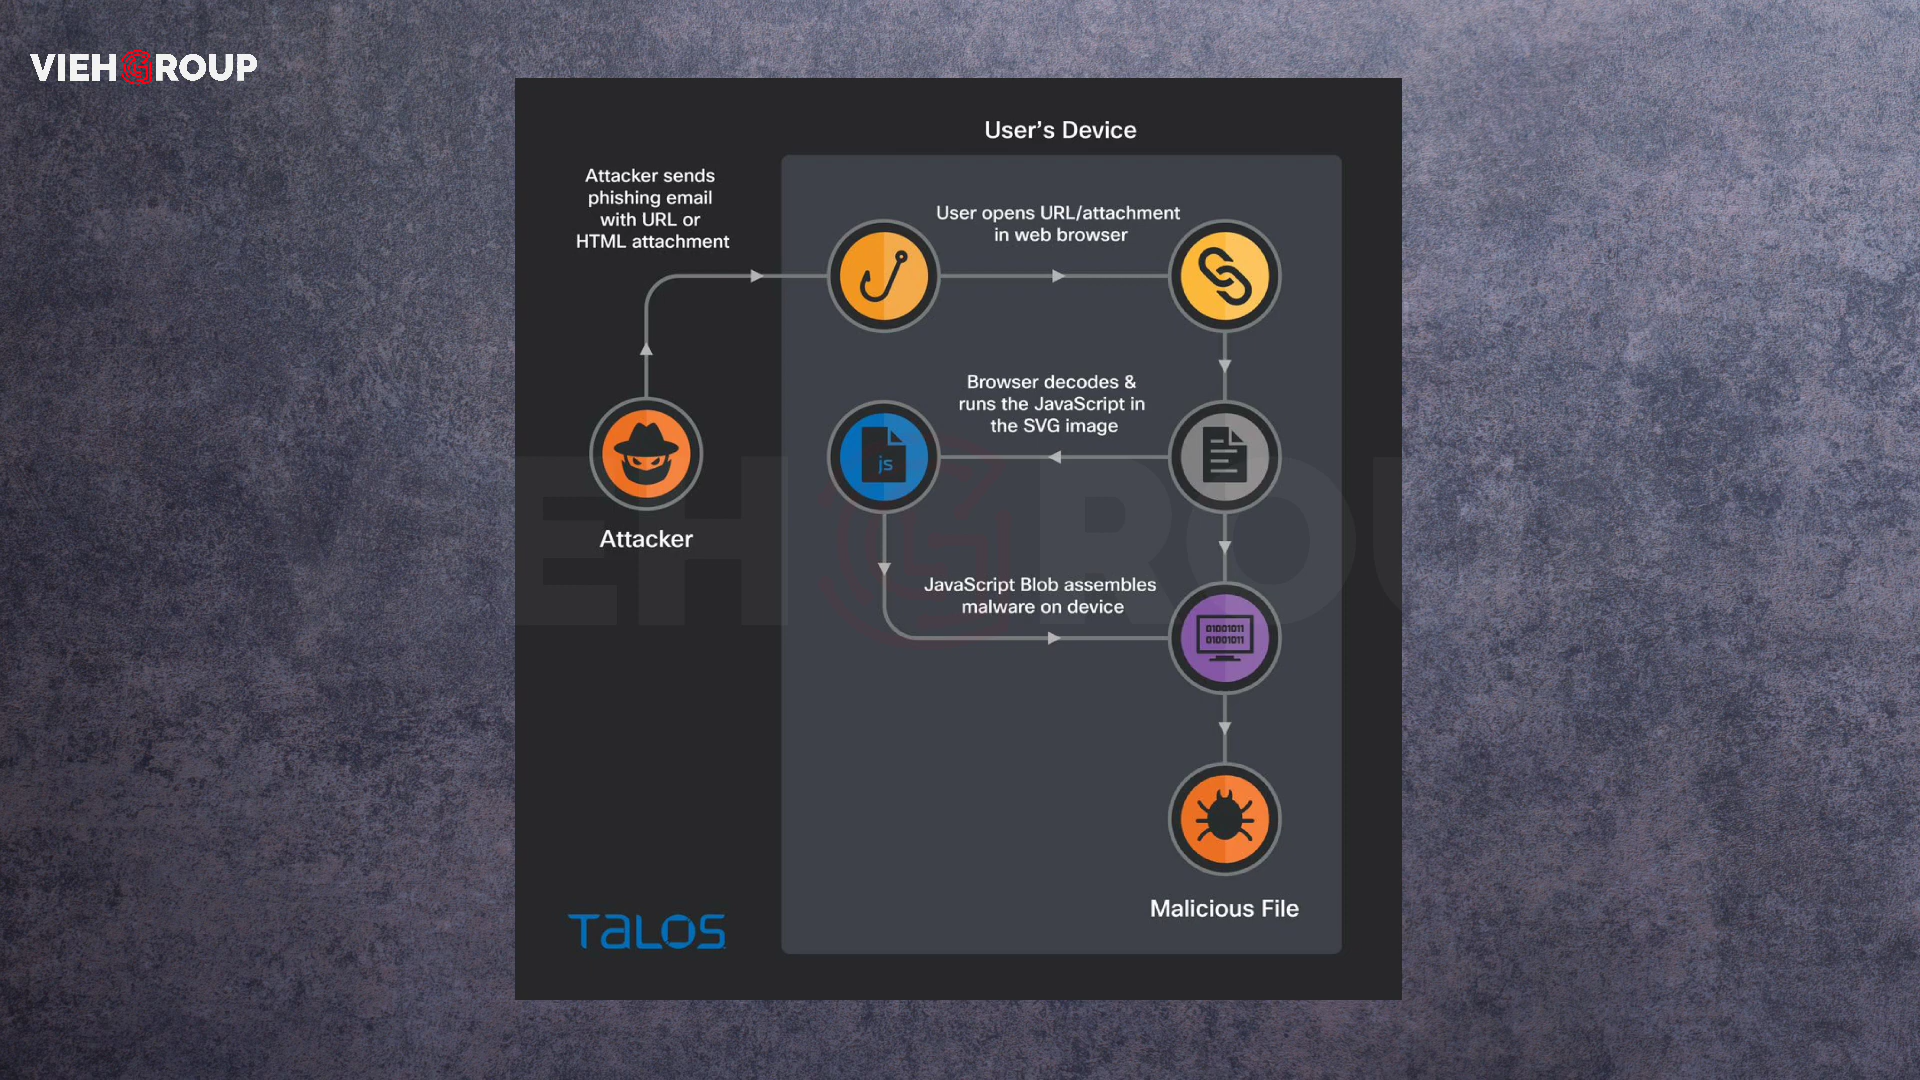 VIEHGROUP
User's Device
Attacker sends
phishing email
with URL or
HTML attachment
User opens URL/attachment
in web browser
Browser decodes &
runs the JavaScript in
the SVG image
js
Attacker
JavaScript Blob assembles
malware on device
01001011
01001011
Malicious File
TALOS
EHGROU